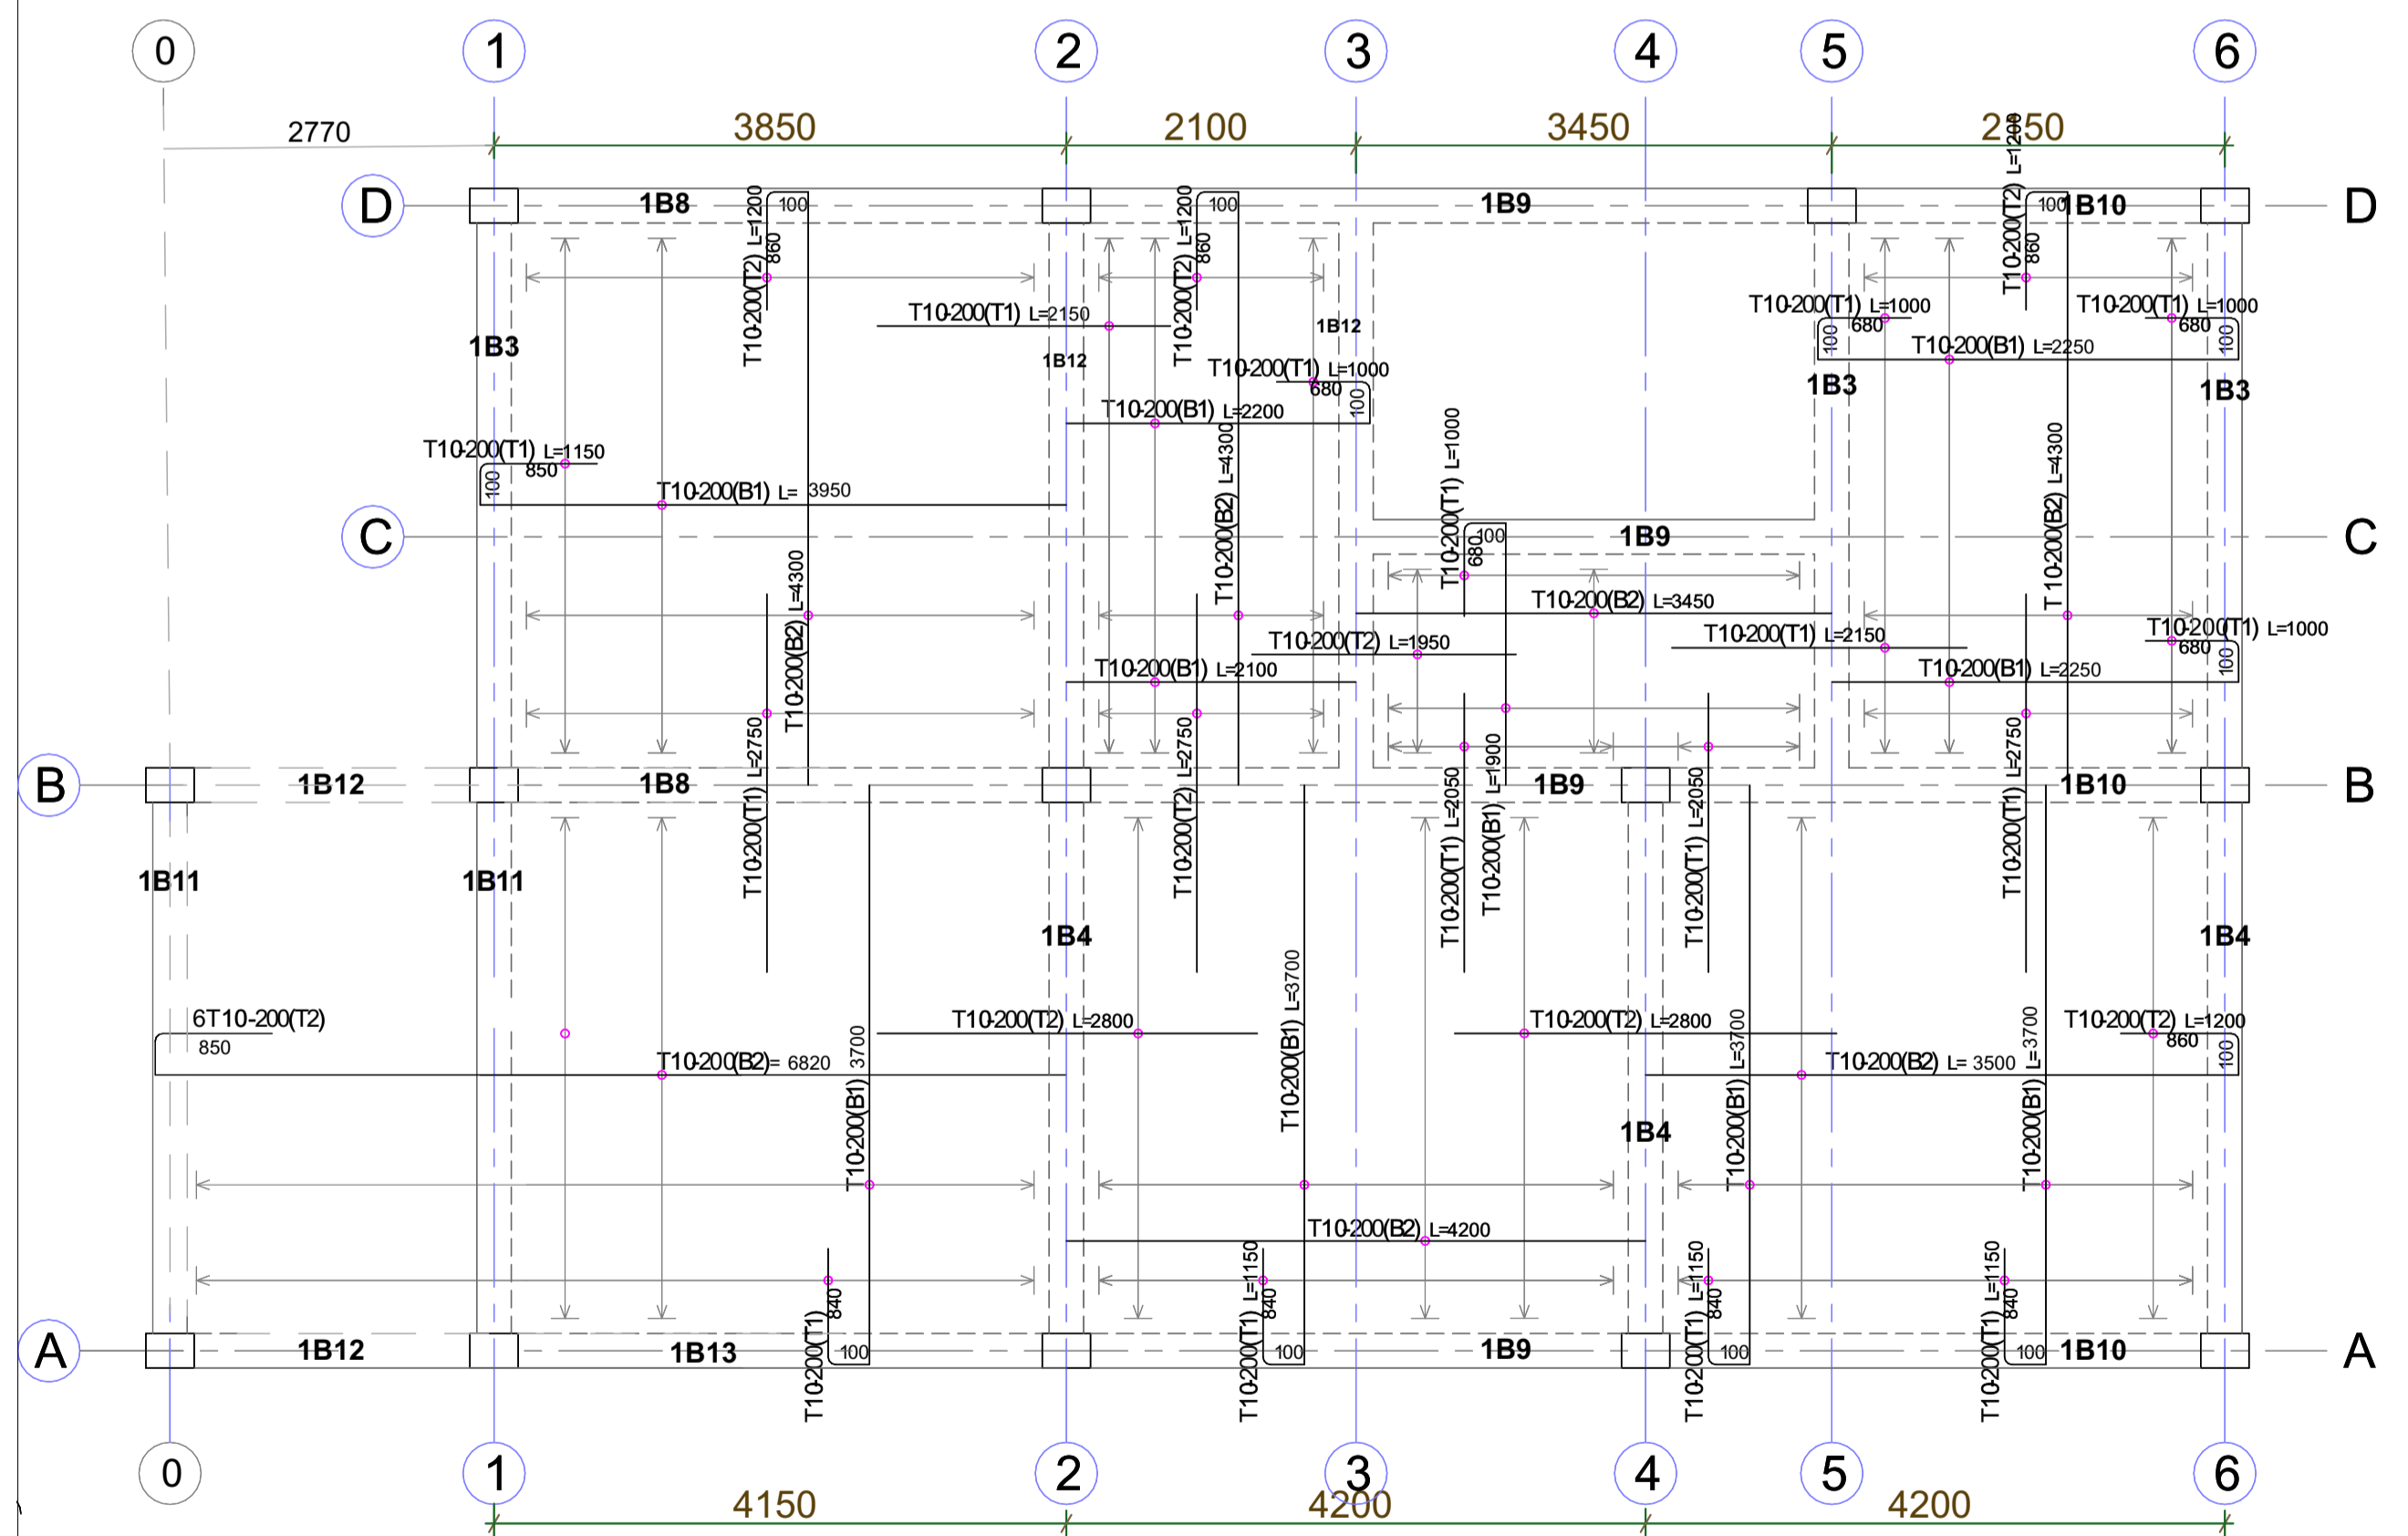 0 1 2 3 4 5 6
2770 3850 2100 3450
D 1B8 100 100 1B9 100 1B10 D
T10-200(T2) L=1200
860
T10-200(T2) L=1200
860
T10-200(T2) L=1200
860
T10-200(T1) L=2150
T10-200(T1) L=1000
680
100
T10-200(T1) L=1000
680
100
1B12
1B3
1B12
T10-200(B1) L=2250
T10-200(T1) L=1000
680
100
1B3
1B3
T10-200(B1) L=2200
T10-200(T1) L=1150
850
100
T10-200(B1) L= 3950
T10-200(B2) L=4300
T10-200(B2) L=4300
T 10-200(B2) L=4300
T10-200(T1) L=1000
680
100
C 1B9 C
T10-200(B2) L=3450
T10-200(T2) L=1950
T10-200(T1) L=2150
T10-200(T1) L=1000
680
100
T10-200(B1) L=2100
T10-200(B1) L=2250
B 1B12 1B8 1B9 1B10 B
T10-200(T1) L=2750
T10-200(T2) L=2750
T10-200(T1) L=2050
T10-200(B1) L=1900
T10-200(T1) L=2050
T10-200(T1) L=2750
1B11 1B11
1B4 1B4
6T10-200(T2)
850
T10-200(T2) L=2800
T10-200(T2) L=2800
T10-200(T2) L=1200
860
100
T10-200(B2)= 6820
T10-200(B2) L= 3500
T10-200(B1) 3700
T10-200(B1) L=3700
T10-200(B1) L=3700
T10-200(B1) L=3700
1B4
T10-200(B2) L=4200
T10-200(T1)
840
100
T10-200(T1) L=1150
840
100
T10-200(T1) L=1150
840
100
T10-200(T1) L=1150
840
100
A 1B12 1B13 1B9 1B10 A
0 1 2 3 4 5 6
4150 4200 4200